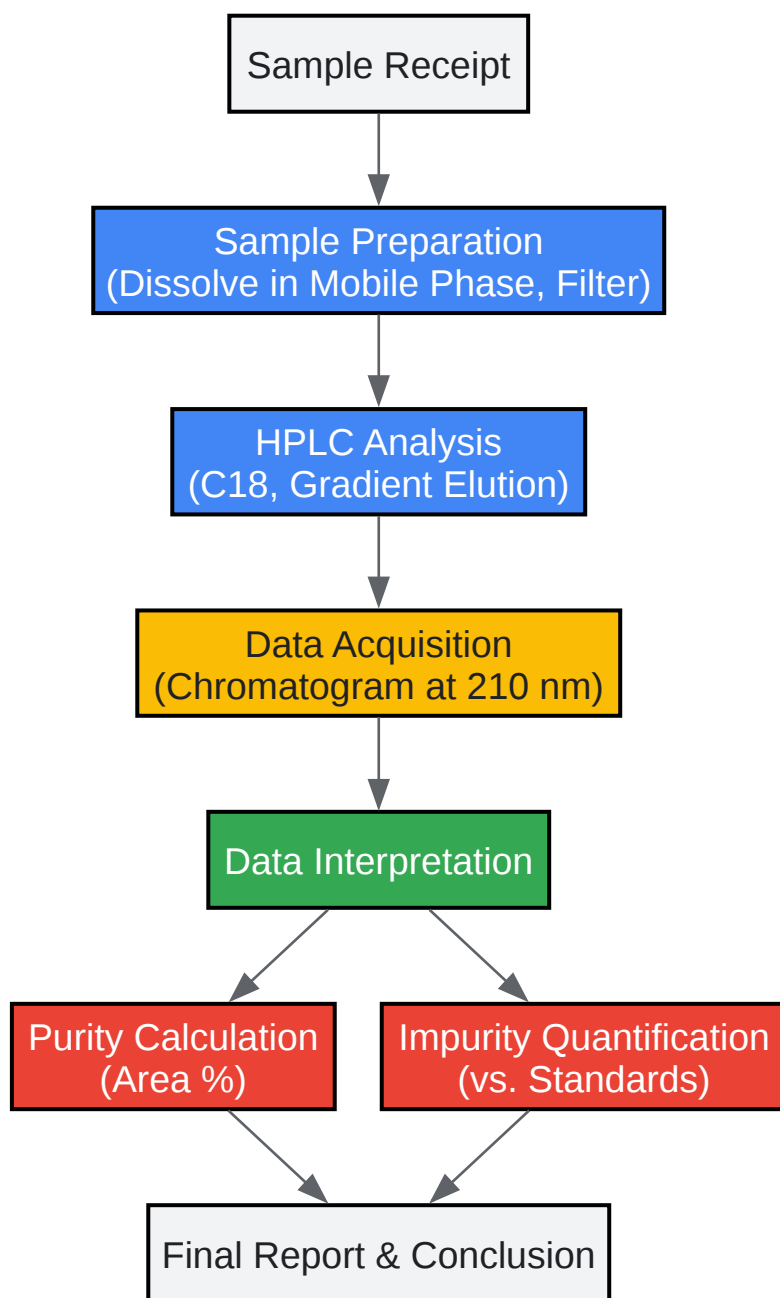 Sample Receipt
Sample Preparation
(Dissolve in Mobile Phase, Filter)
HPLC Analysis
(C18, Gradient Elution)
Data Acquisition
(Chromatogram at 210 nm)
Data Interpretation
Purity Calculation
(Area %)
Impurity Quantification
(vs. Standards)
Final Report & Conclusion